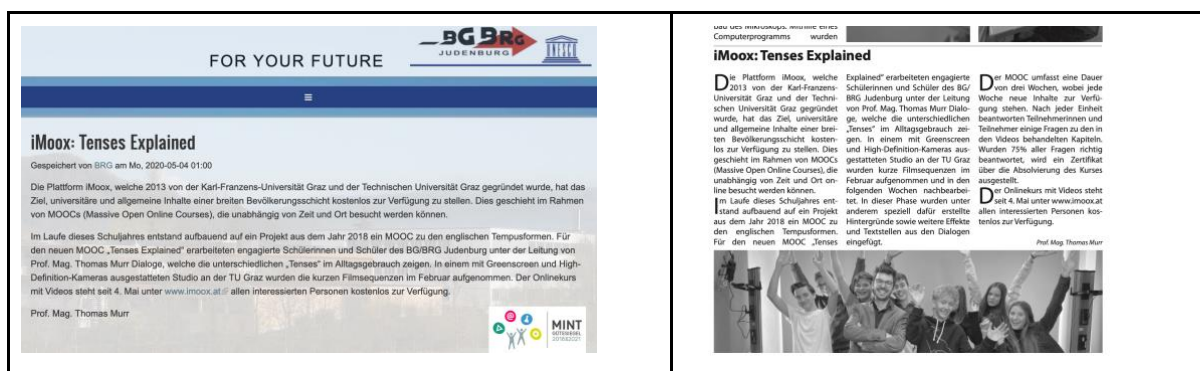 BG BRG
JUDENBURG
UNESCO
FOR YOUR FUTURE
iMoox: Tenses Explained
Gespeichert von BRG am Mo, 2020-05-04 01:00
Die Plattform iMoox, welche 2013 von der Karl-Franzens-Universität Graz und der Technischen Universität Graz gegründet wurde, hat das
Ziel, universitäre und allgemeine Inhalte einer breiten Bevölkerungsschicht kostenlos zur Verfügung zu stellen. Dies geschieht im Rahmen
von MOOCs (Massive Open Online Courses), die unabhängig von Zeit und Ort besucht werden können.
Im Laufe dieses Schuljahres entstand aufbauend auf ein Projekt aus dem Jahr 2018 ein MOOC zu den englischen Tempusformen. Für
den neuen MOOC „Tenses Explained" erarbeiteten engagierte Schülerinnen und Schüler des BG/BRG Judenburg unter der Leitung von
Prof. Mag. Thomas Murr Dialoge, welche die unterschiedlichen „Tenses" im Alltagsgebrauch zeigen. In einem mit Greenscreen und High-
Definition-Kameras ausgestatteten Studio an der TU Graz wurden die kurzen Filmsequenzen im Februar aufgenommen. Der Onlinekurs
mit Videos steht seit 4. Mai unter www.imoox.at allen interessierten Personen kostenlos zur Verfügung.
Prof. Mag. Thomas Murr
MINT
GÜTESIEGEL
Computerprogramms wurden
iMoox: Tenses Explained
Die Plattform iMoox, welche
2013 von der Karl-Franzens-
Universität Graz und der Techni-
schen Universität Graz gegründet
wurde, hat das Ziel, universitäre
und allgemeine Inhalte einer brei-
ten Bevölkerungsschicht kosten-
los zur Verfügung zu stellen. Dies
geschieht im Rahmen von MOOCs
(Massive Open Online Courses), die
unabhängig von Zeit und Ort on-
line besucht werden können.
Im Laufe dieses Schuljahres ent-
stand aufbauend auf ein Projekt
aus dem Jahr 2018 ein MOOC zu
den englischen Tempusformen.
Für den neuen MOOC „Tenses
Explained" erarbeiteten engagierte
Schülerinnen und Schüler des BG/
BRG Judenburg unter der Leitung
von Prof. Mag. Thomas Murr Dialo-
ge, welche die unterschiedlichen
„Tenses" im Alltagsgebrauch zei-
gen. In einem mit Greenscreen
und High-Definition-Kameras aus-
gestatteten Studio an der TU Graz
wurden kurze Filmsequenzen im
Februar aufgenommen und in den
folgenden Wochen nachbearbei-
tet. In dieser Phase wurden unter
anderem speziell dafür erstellte
Hintergründe sowie weitere Effekte
und Textstellen aus den Dialogen
eingefügt.
Der MOOC umfasst eine Dauer
von drei Wochen, wobei jede
Woche neue Inhalte zur Verfü-
gung stehen. Nach jeder Einheit
beantworten Teilnehmerinnen und
Teilnehmer einige Fragen zu den in
den Videos behandelten Kapiteln.
Wurden 75% aller Fragen richtig
beantwortet, wird ein Zertifikat
über die Absolvierung des Kurses
ausgestellt.
Der Onlinekurs mit Videos steht
seit 4. Mai unter www.imoox.at
allen interessierten Personen kos-
tenlos zur Verfügung.
Prof. Mag. Thomas Murr